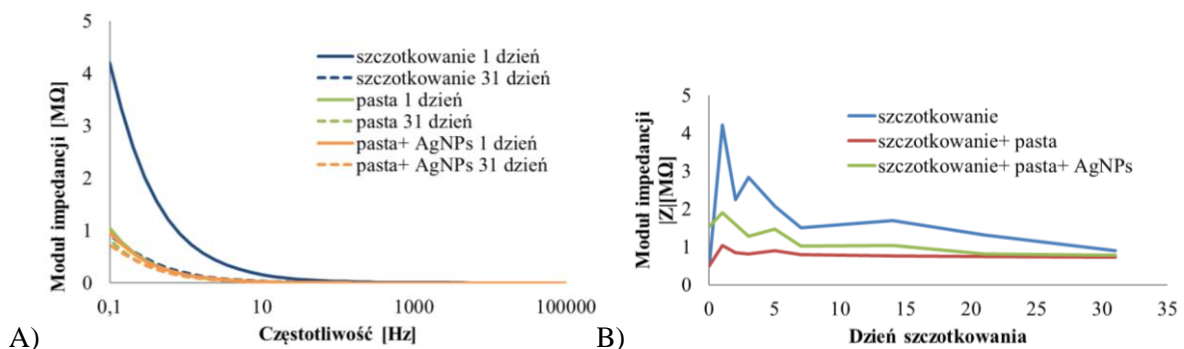 5
4
3
2
1
0
Moduł impedancji [MΩ]
szczotkowanie 1 dzień
szczotkowanie 31 dzień
pasta 1 dzień
pasta 31 dzień
pasta+ AgNPs 1 dzień
pasta+ AgNPs 31 dzień
0,1 10 1000 100000
Częstotliwość [Hz]
A)
5
4
3
2
1
0
Moduł impedancji
|Z|[MΩ]
szczotkowanie
szczotkowanie+ pasta
szczotkowanie+ pasta+ AgNPs
0 5 10 15 20 25 30 35
Dzień szczotkowania
B)